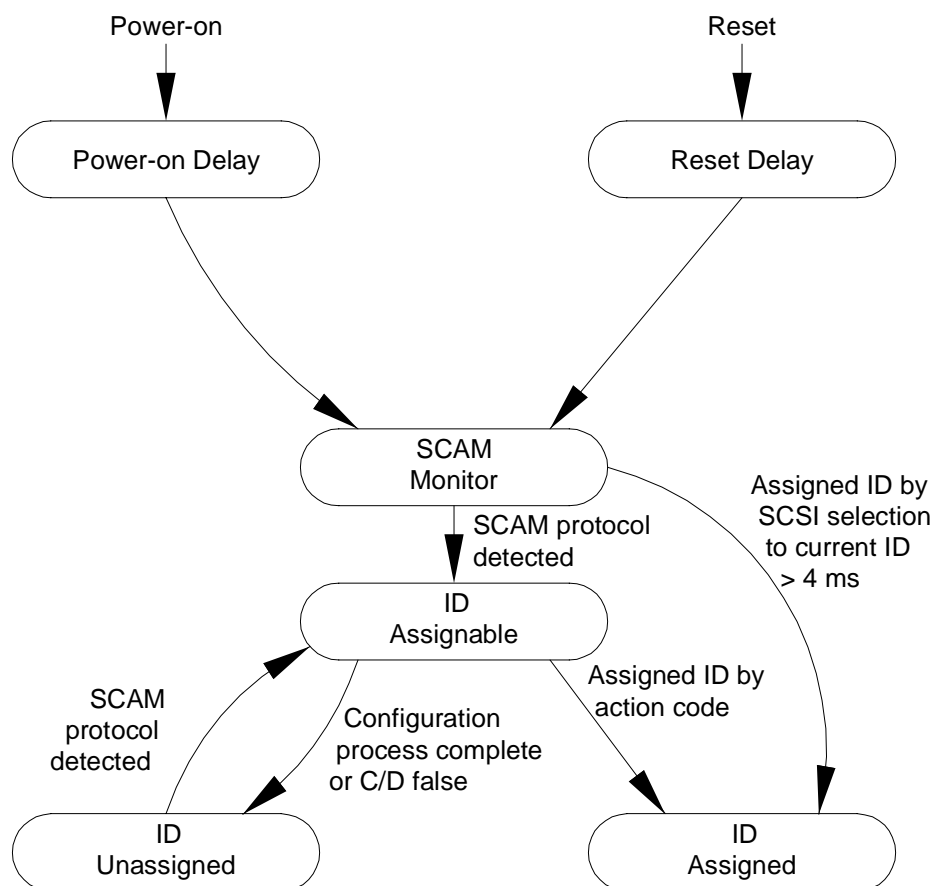 Power-on
Reset
Power-on Delay
Reset Delay
SCAM
Monitor
Assigned ID by
SCSI selection
to current ID
> 4 ms
SCAM protocol
detected
ID
Assignable
SCAM
protocol
detected
Configuration
process complete
or C/D false
Assigned ID by
action code
ID
Unassigned
ID
Assigned